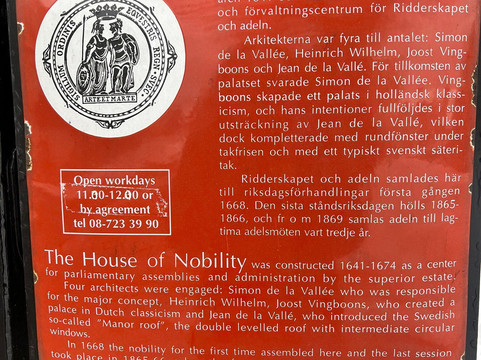 och förvaltningscentrum för Ridderskapet
och adeln.
Arkitekterna var fyra till antalet: Simon
de la Vallée, Heinrich Wilhelm, Joost Ving-
boons och Jean de la Vallé. För tillkomsten av
palatset svarade Simon de la Vallée. Ving-
boons skapade ett palats i holländsk klass-
icism, och hans intentioner fullföljdes i stor
utsträckning av Jean de la Vallé, vilken
dock kompletterade med rundfönster under
takfrisen och med ett typiskt svenskt säteri-
tak.
Ridderskapet och adeln samlades här
till riksdagsförhandlingar första gången
1668. Den sista ståndsriksdagen hölls 1865-
1866, och fr o m 1869 samlas adeln till lag-
tima adelsmöten vart tredje år.
SIGILLUM ORDINIS EQUESTRIS REGN SVEC
ARTE ET MARTE
Open workdays
11.00-12.00 or
by agreement
tel 08-723 39 90
The House of Nobility was constructed 1641-1674 as a center
for parliamentary assemblies and administration by the superior estate.
Four architects were engaged: Simon de la Vallée who was responsible
for the major concept, Heinrich Wilhelm, Joost Vingboons, who created a
palace in Dutch classicism and Jean de la Vallé, who introduced the Swedish
so-called "Manor roof", the double levelled roof with intermediate circular
windows.
In 1668 the nobility for the first time assembled here and the last session
took place in 1865-66